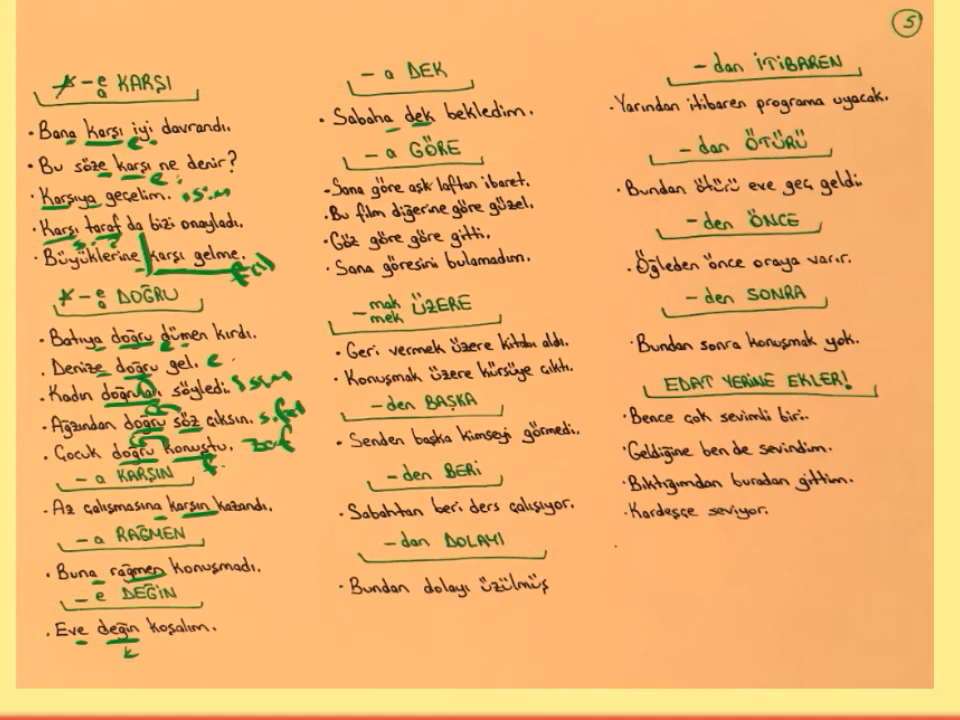 5
* -e/a KARŞI
• Bana karşı iyi davrandı.
e
• Bu söze karşı ne denir?
e
• Karşıya geçelim. isim
• Karşı taraf da bizi onayladı.
s. ?
• Büyüklerine karşı gelme.
fiil
* -e/a DOĞRU
• Batıya doğru dümen kırdı.
e
• Denize doğru gel. e
• Kadın doğruları söyledi. isim
• Ağzından doğru söz çıksın. sıfat
• Çocuk doğru konuştu. zarf
f.
-a KARŞIN
• Az çalışmasına karşın kazandı.
-a RAĞMEN
• Buna rağmen konuşmadı.
-e DEĞİN
• Eve değin koşalım.
-a DEK
• Sabaha dek bekledim.
-a GÖRE
• Sana göre aşk laftan ibaret.
• Bu film diğerine göre güzel.
• Göz göre göre gitti.
• Sana göresini bulamadım.
-mak/mek ÜZERE
• Geri vermek üzere kitabı aldı.
• Konuşmak üzere kürsüye çıktı.
-den BAŞKA
• Senden başka kimseyi görmedi.
-den BERİ
• Sabahtan beri ders çalışıyor.
-dan DOLAYI
• Bundan dolayı üzülmüş
-dan İTİBAREN
• Yarından itibaren programa uyacak.
-dan ÖTÜRÜ
• Bundan ötürü eve geç geldi.
-den ÖNCE
• Öğleden önce oraya varır.
-den SONRA
• Bundan sonra konuşmak yok.
EDAT YERİNE EKLER!
• Bence çok sevimli biri.
• Geldiğine ben de sevindim.
• Bıktığımdan buradan gittim.
• Kardeşçe seviyor.